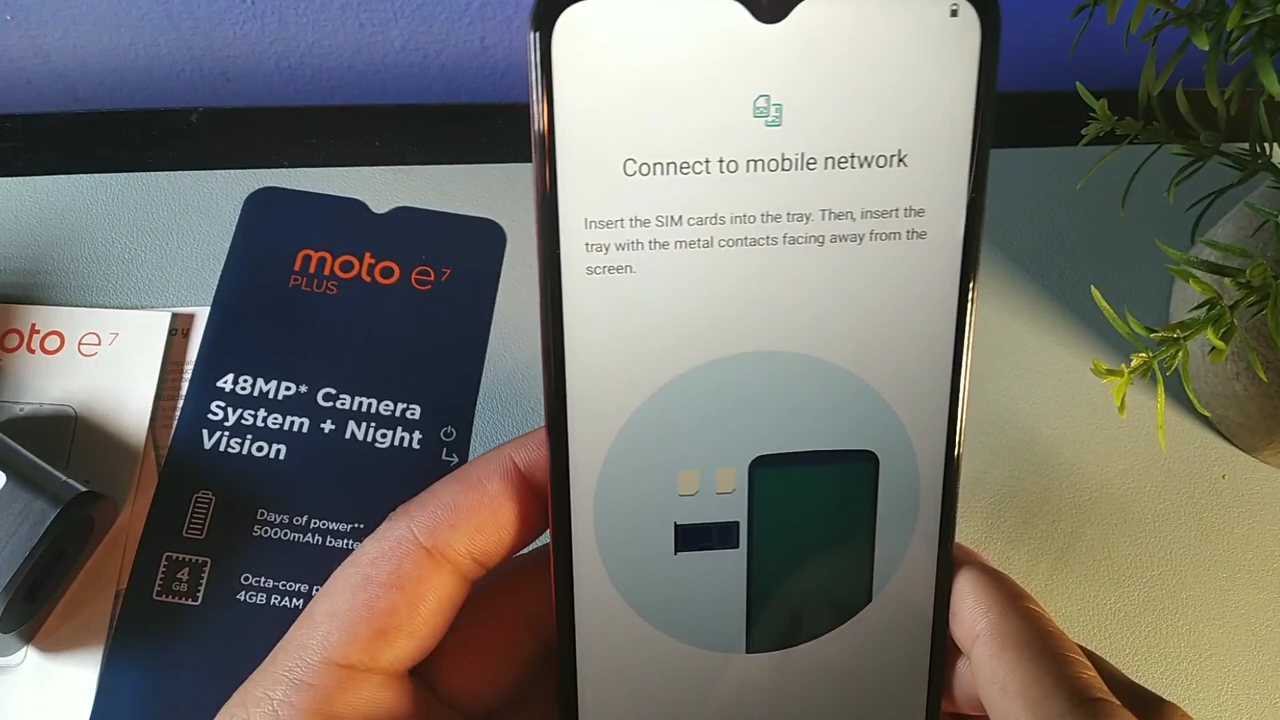 Connect to mobile network
Insert the SIM cards into the tray. Then, insert the
tray with the metal contacts facing away from the
screen.
moto e7
PLUS
48MP* Camera
System + Night
Vision
Days of power**
5000mAh
4
GB
Octa-core
4GB RAM
oto e7